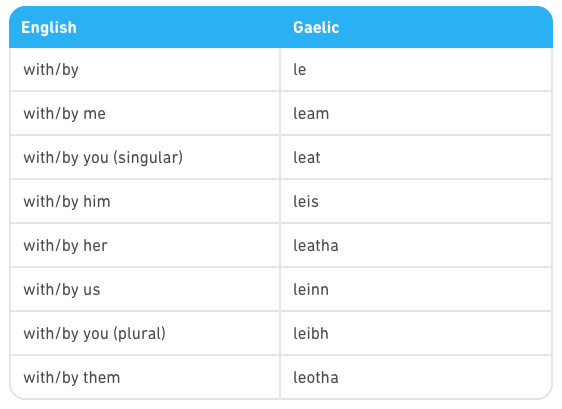 English Gaelic
with/by le
with/by me leam
with/by you (singular) leat
with/by him leis
with/by her leatha
with/by us leinn
with/by you (plural) leibh
with/by them leotha